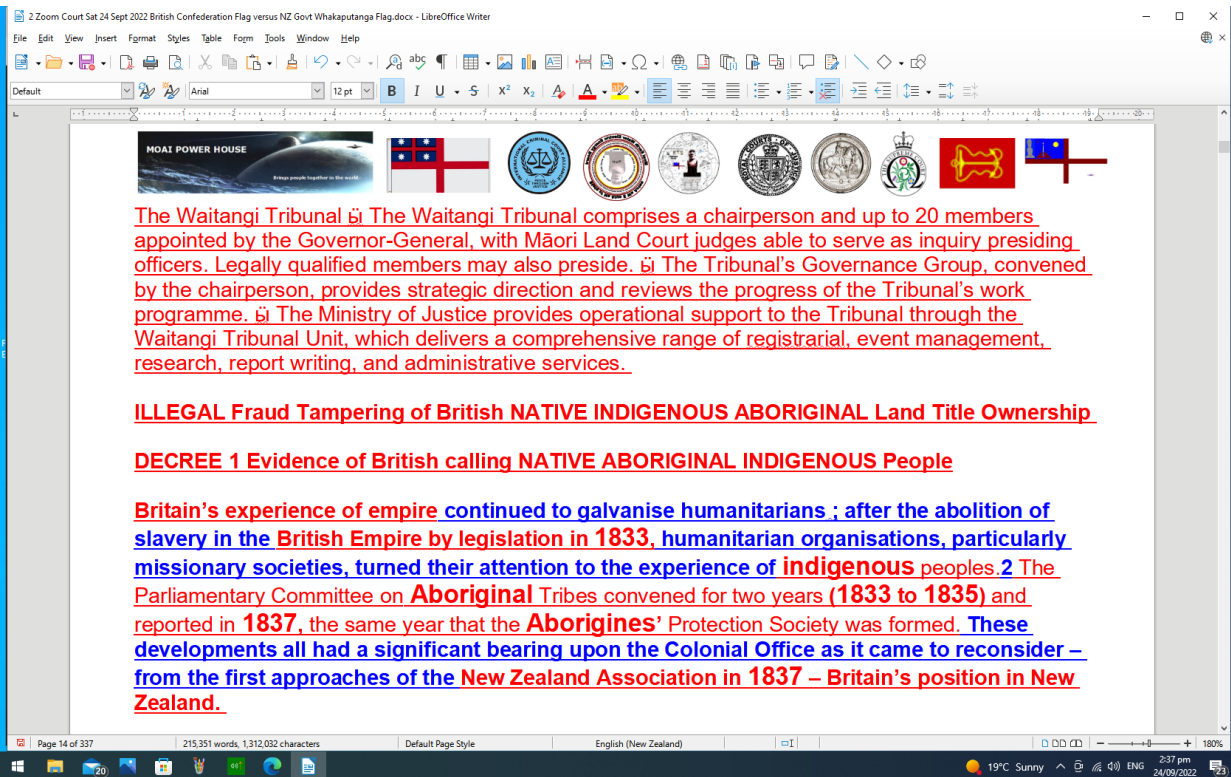 2 Zoom Court Sat 24 Sept 2022 British Confederation Flag versus NZ Govt Whakaputanga Flag.docx - LibreOffice Writer
File Edit View Insert Format Styles Table Form Tools Window Help
Default Arial 12 pt
MOAI POWER HOUSE
Brings people together in the world
The Waitangi Tribunal ӹ The Waitangi Tribunal comprises a chairperson and up to 20 members
appointed by the Governor-General, with Māori Land Court judges able to serve as inquiry presiding
officers. Legally qualified members may also preside. ӹ The Tribunal's Governance Group, convened
by the chairperson, provides strategic direction and reviews the progress of the Tribunal's work
programme. ӹ The Ministry of Justice provides operational support to the Tribunal through the
Waitangi Tribunal Unit, which delivers a comprehensive range of registrarial, event management,
research, report writing, and administrative services.
ILLEGAL Fraud Tampering of British NATIVE INDIGENOUS ABORIGINAL Land Title Ownership
DECREE 1 Evidence of British calling NATIVE ABORIGINAL INDIGENOUS People
Britain's experience of empire continued to galvanise humanitarians ; after the abolition of
slavery in the British Empire by legislation in 1833, humanitarian organisations, particularly
missionary societies, turned their attention to the experience of indigenous peoples.2 The
Parliamentary Committee on Aboriginal Tribes convened for two years (1833 to 1835) and
reported in 1837, the same year that the Aborigines' Protection Society was formed. These
developments all had a significant bearing upon the Colonial Office as it came to reconsider –
from the first approaches of the New Zealand Association in 1837 – Britain's position in New
Zealand.
Page 14 of 337 215,351 words, 1,312,032 characters Default Page Style English (New Zealand) 180%
19°C Sunny ENG 2:37 pm
24/09/2022